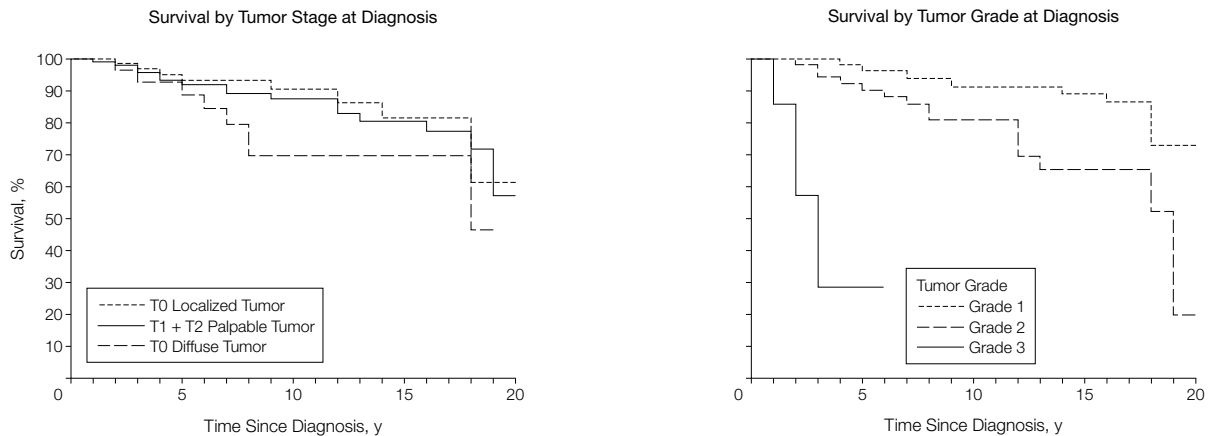 Survival by Tumor Stage at Diagnosis
100
90
80
70
60
50
40
30
20
10
Survival, %
T0 Localized Tumor
T1 + T2 Palpable Tumor
T0 Diffuse Tumor
0 5 10 15 20
Time Since Diagnosis, y
Survival by Tumor Grade at Diagnosis
Tumor Grade
Grade 1
Grade 2
Grade 3
0 5 10 15 20
Time Since Diagnosis, y